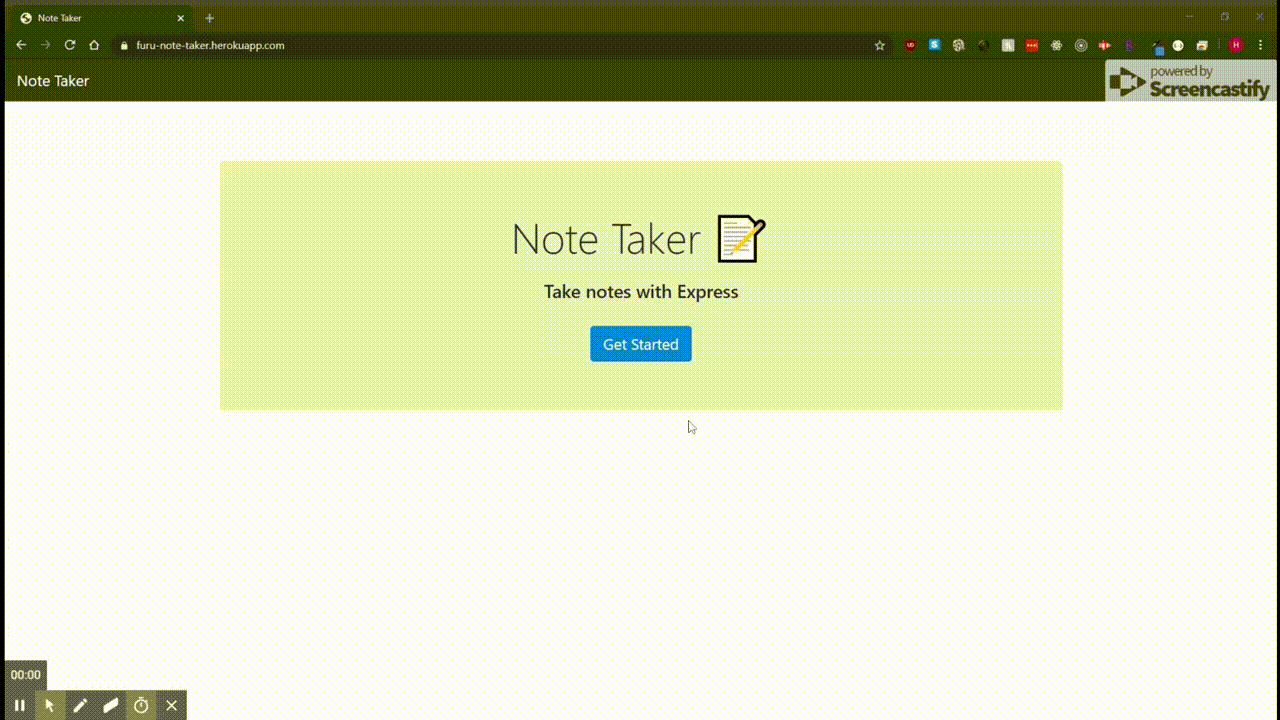 Note Taker
furu-note-taker.herokuapp.com
Note Taker
powered by
Screencastify
Note Taker
Take notes with Express
Get Started
00:00